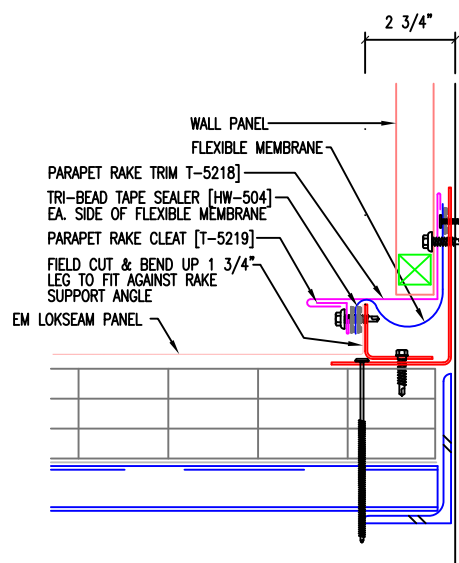 2 3/4"
WALL PANEL
FLEXIBLE MEMBRANE
PARAPET RAKE TRIM T-5218]
TRI-BEAD TAPE SEALER [HW-504]
EA. SIDE OF FLEXIBLE MEMBRANE
PARAPET RAKE CLEAT [T-5219]
FIELD CUT & BEND UP 1 3/4"
LEG TO FIT AGAINST RAKE
SUPPORT ANGLE
EM LOKSEAM PANEL